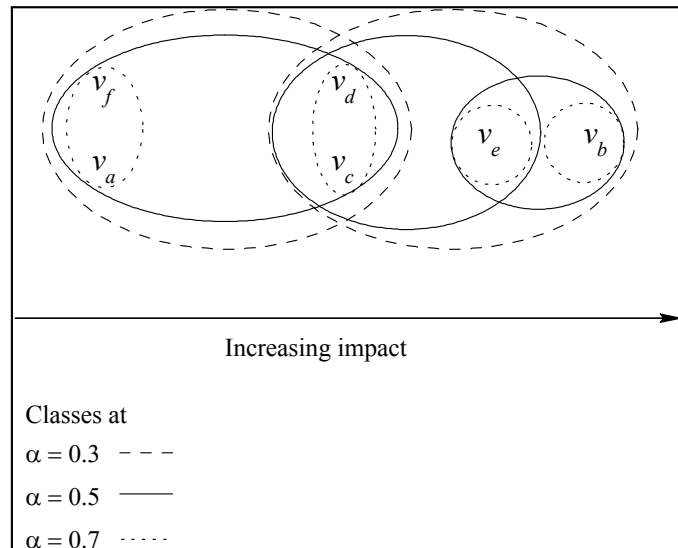 v_f v_d
v_e v_b
v_a v_c
Increasing impact
Classes at
α = 0.3
α = 0.5
α = 0.7